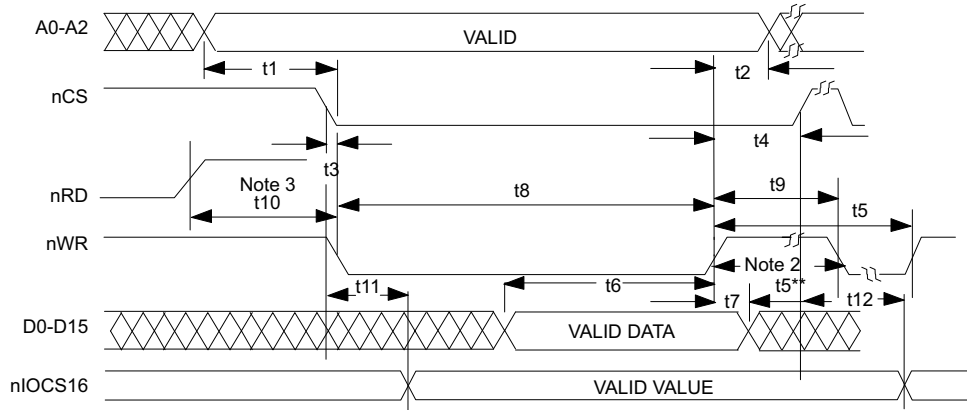 A0-A2
VALID
t1
t2
nCS
t4
t3
nRD
Note 3
t10
t8
t9
t5
nWR
Note 2
t11
t6
t7
t5**
t12
D0-D15
VALID DATA
nIOCS16
VALID VALUE